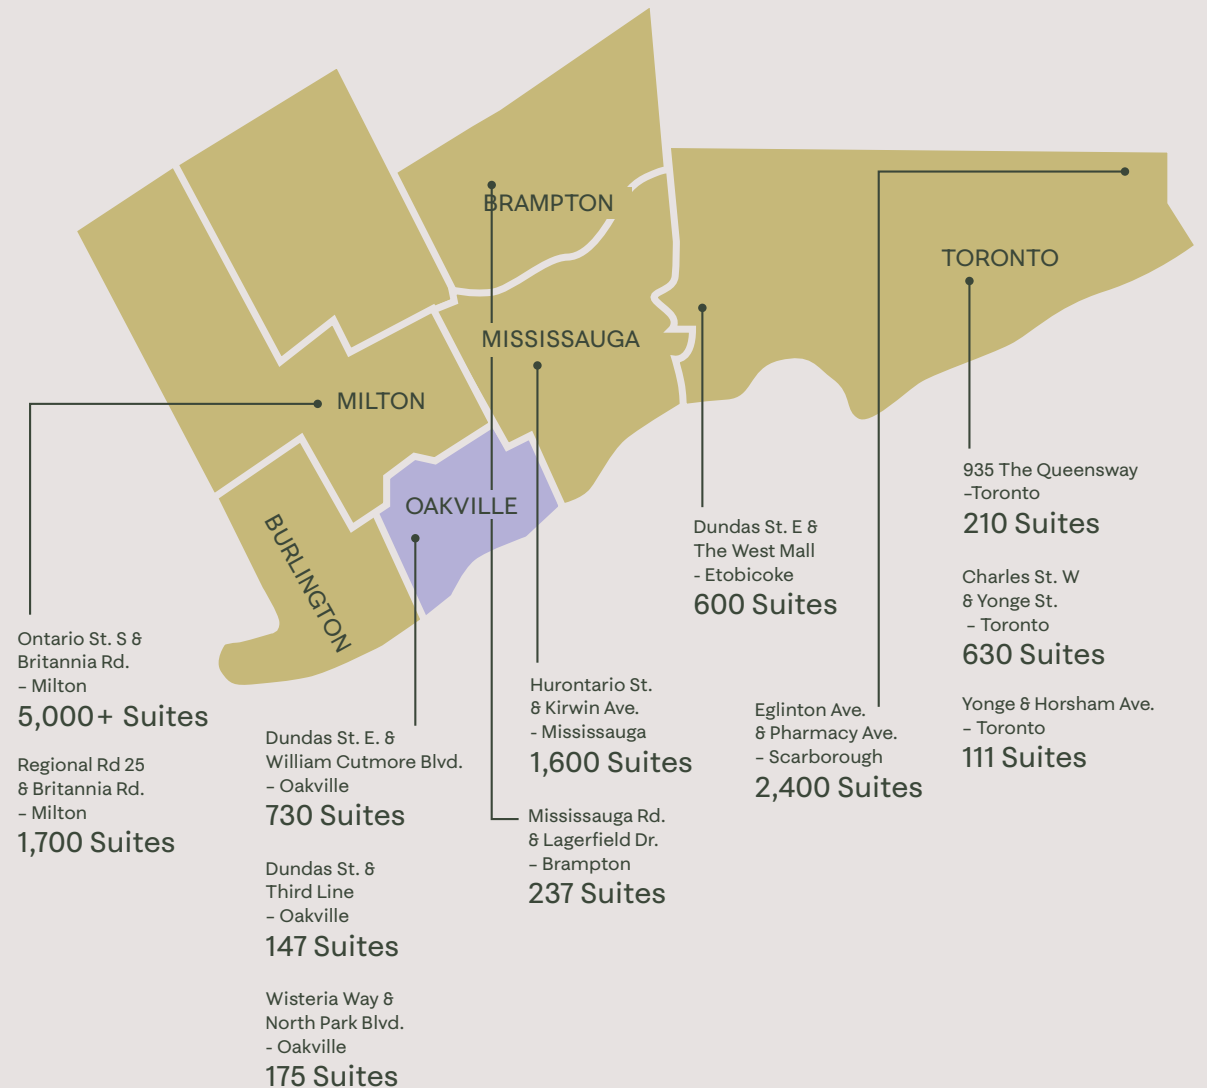 BRAMPTON
TORONTO
MISSISSAUGA
MILTON
OAKVILLE
BURLINGTON
Ontario St. S &
Britannia Rd.
– Milton
5,000+ Suites
Regional Rd 25
& Britannia Rd.
– Milton
1,700 Suites
Dundas St. E. &
William Cutmore Blvd.
– Oakville
730 Suites
Dundas St. &
Third Line
– Oakville
147 Suites
Wisteria Way &
North Park Blvd.
- Oakville
175 Suites
Hurontario St.
& Kirwin Ave.
- Mississauga
1,600 Suites
Mississauga Rd.
& Lagerfield Dr.
– Brampton
237 Suites
Dundas St. E &
The West Mall
- Etobicoke
600 Suites
Eglinton Ave.
& Pharmacy Ave.
– Scarborough
2,400 Suites
935 The Queensway
–Toronto
210 Suites
Charles St. W
& Yonge St.
– Toronto
630 Suites
Yonge & Horsham Ave.
– Toronto
111 Suites